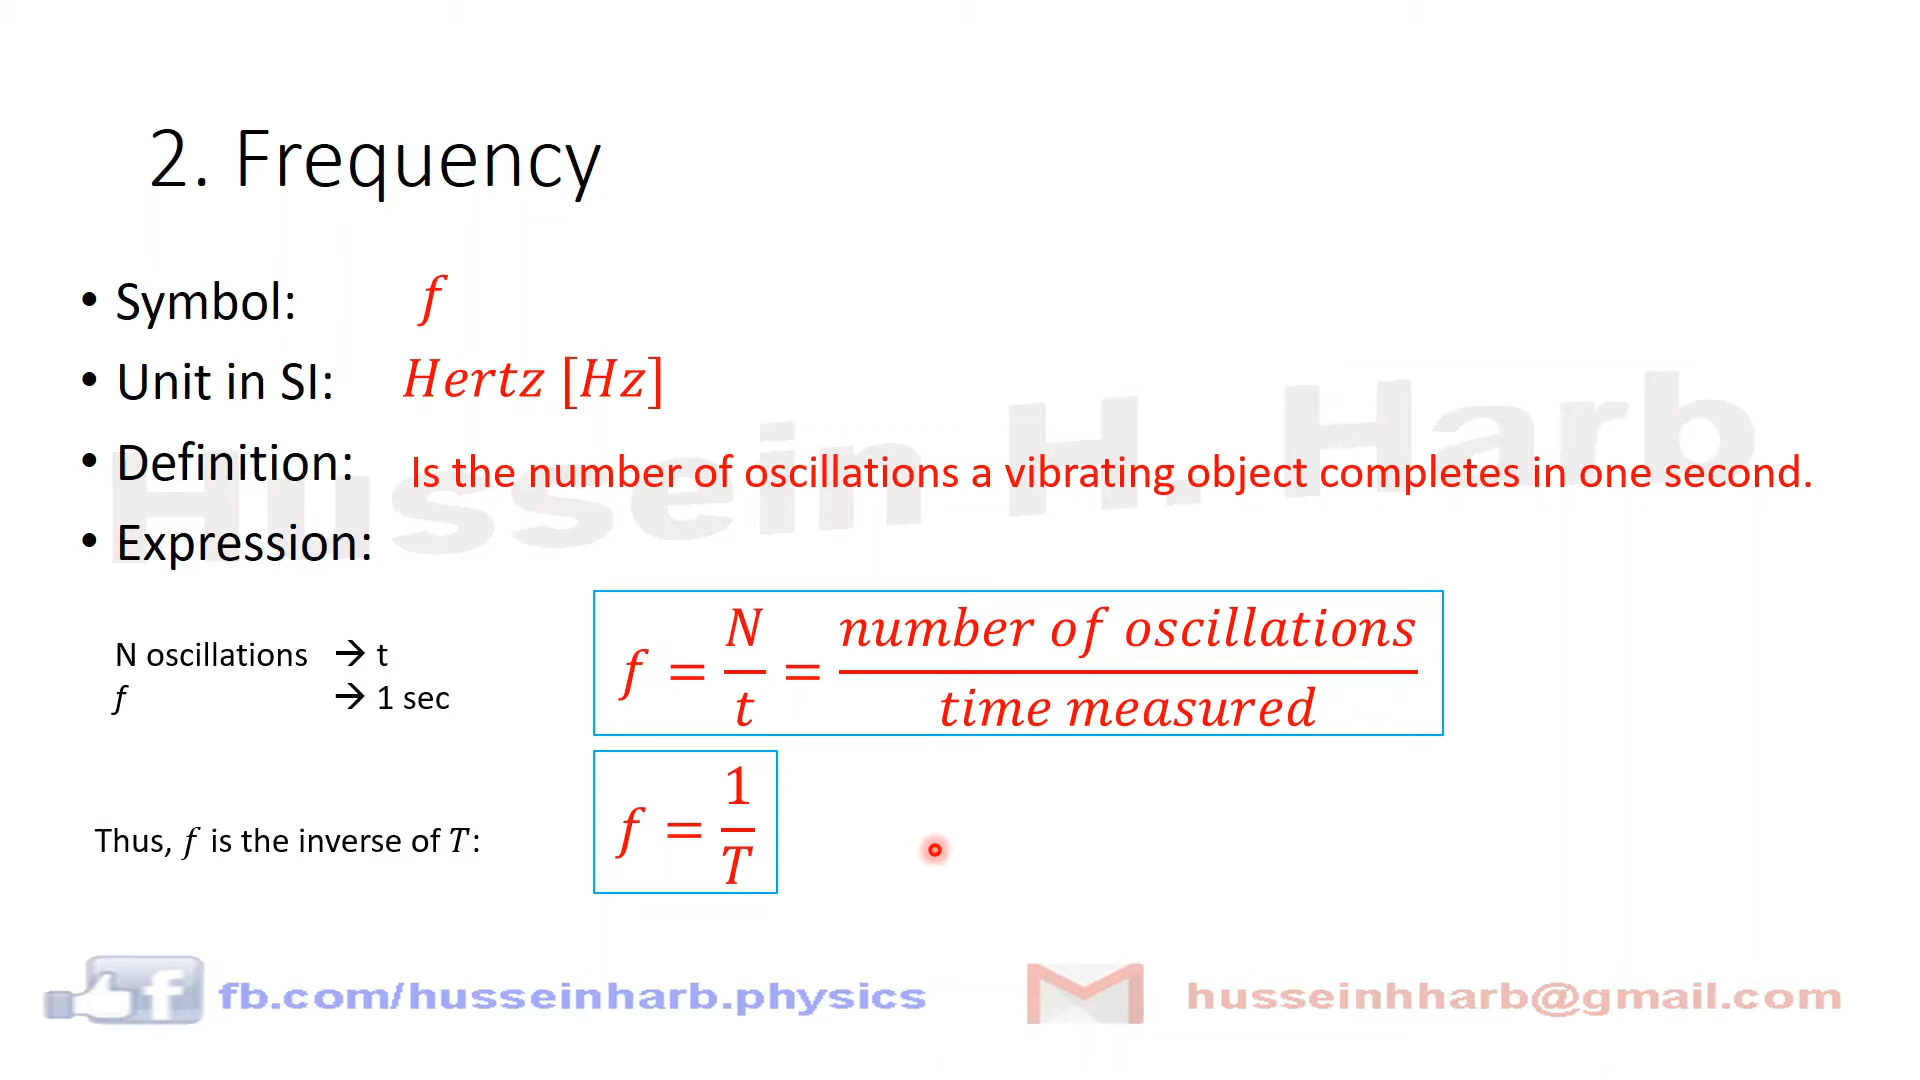 2. Frequency
• Symbol: f
• Unit in SI: Hertz [Hz]
• Definition: Is the number of oscillations a vibrating object completes in one second.
• Expression:
Hussein H. Harb
N oscillations → t
f → 1 sec
f = N/t = number of oscillations/time measured
Thus, f is the inverse of T:
f = 1/T
fb.com/husseinharb.physics
husseinhharb@gmail.com